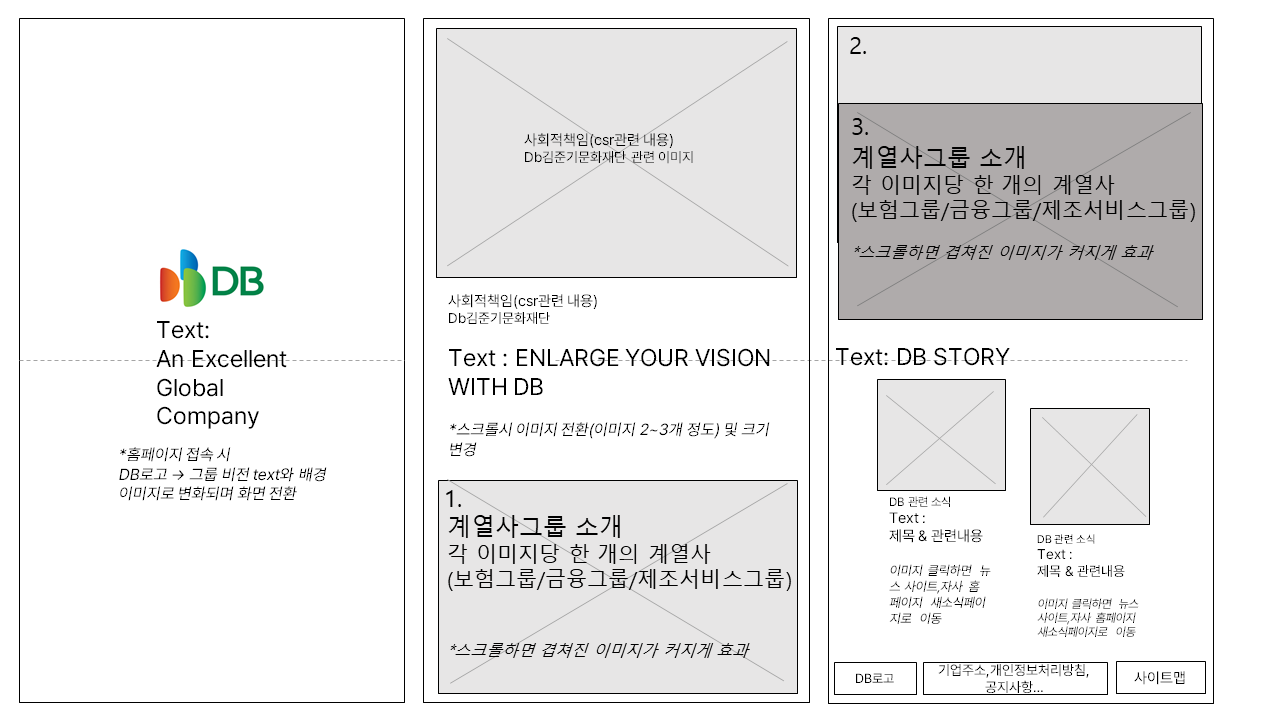 DB
Text:
An Excellent
Global
Company
*홈페이지 접속 시
DB로고 → 그룹 비전 text와 배경
이미지로 변화되며 화면 전환
사회적책임(csr관련 내용)
Db김준기문화재단 관련 이미지
사회적책임(csr관련 내용)
Db김준기문화재단
Text : ENLARGE YOUR VISION
WITH DB
*스크롤시 이미지 전환(이미지 2~3개 정도) 및 크기
변경
1.
계열사그룹 소개
각 이미지당 한 개의 계열사
(보험그룹/금융그룹/제조서비스그룹)
*스크롤하면 겹쳐진 이미지가 커지게 효과
2.
3.
계열사그룹 소개
각 이미지당 한 개의 계열사
(보험그룹/금융그룹/제조서비스그룹)
*스크롤하면 겹쳐진 이미지가 커지게 효과
Text: DB STORY
DB 관련 소식
Text :
제목 & 관련내용
이미지 클릭하면 뉴
스 사이트,자사 홈
페이지 새소식페이
지로 이동
DB 관련 소식
Text :
제목 & 관련내용
이미지 클릭하면 뉴스
사이트,자사 홈페이지
새소식페이지로 이동
DB로고
기업주소,개인정보처리방침,
공지사항...
사이트맵